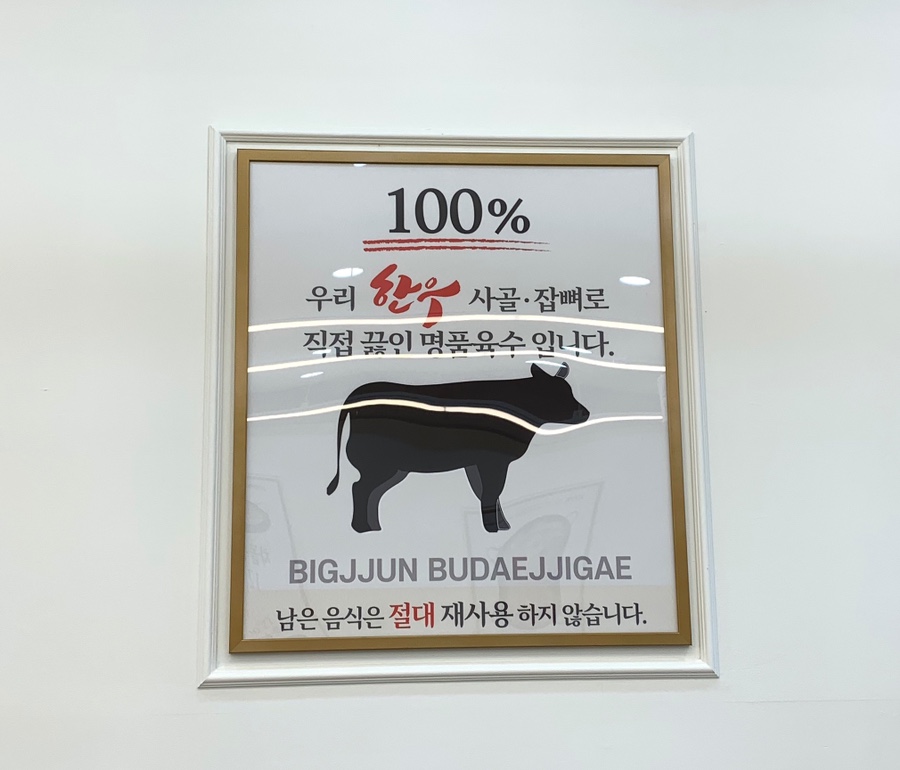 100%
우리 한우 사골·잡뼈로
직접 끓인 명품육수 입니다.
BIGJJUN BUDAEJJIGAE
남은 음식은 절대 재사용 하지 않습니다.